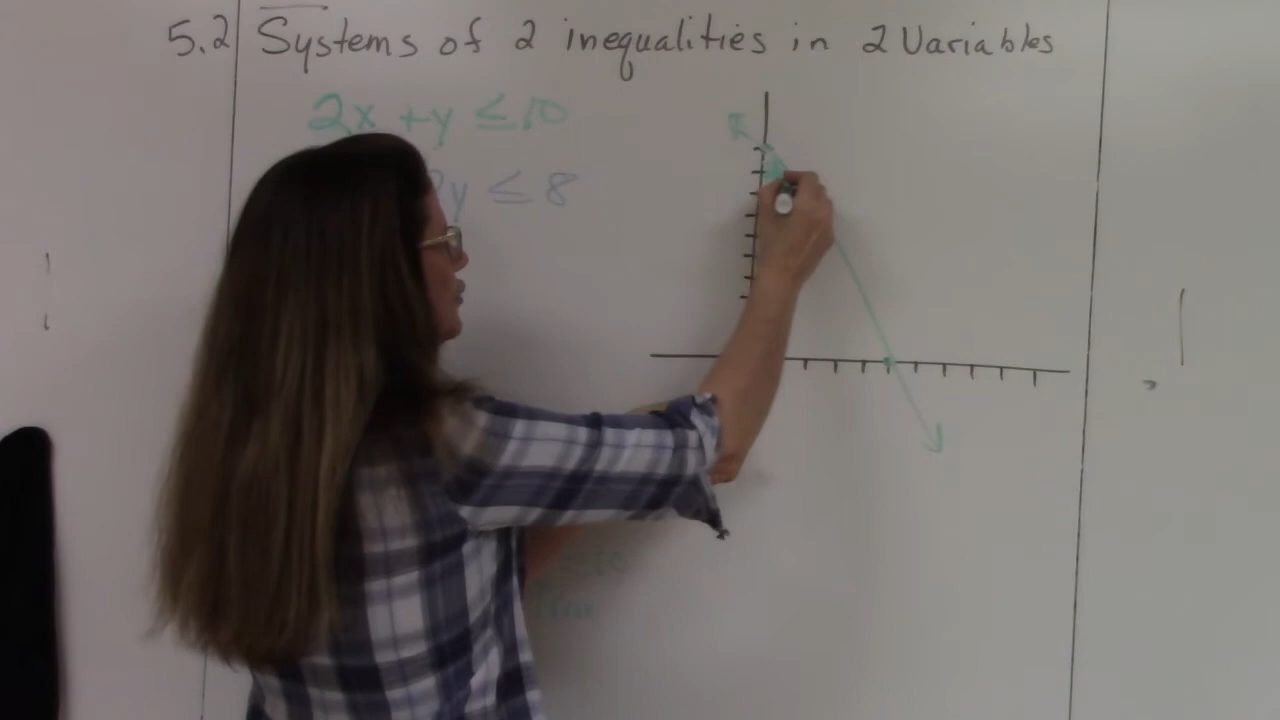 5.2 Systems of 2 inequalities in 2 Variables
2x + y ≤ 10
y ≤ 8